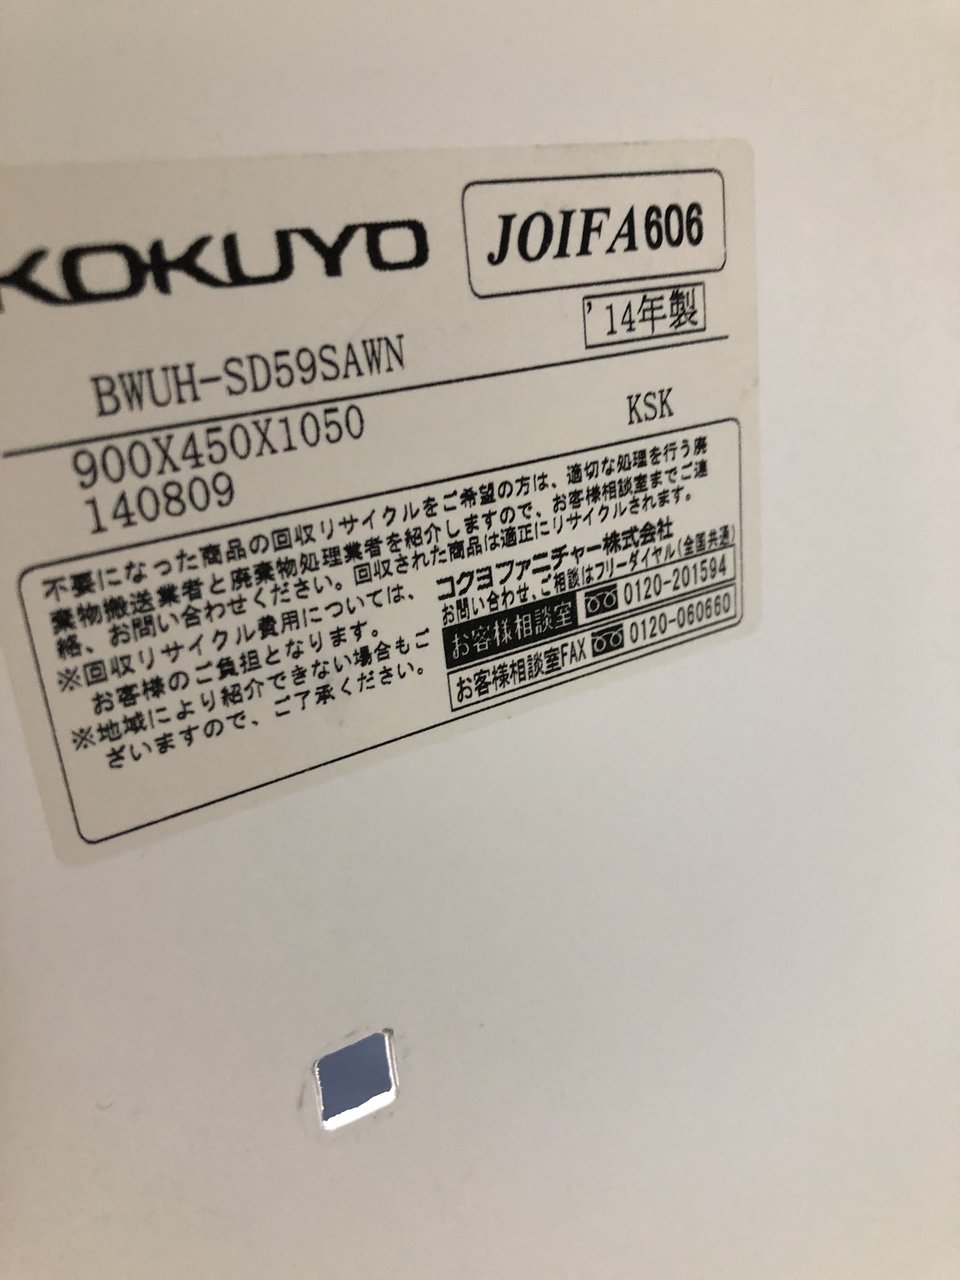 KOKUYO
JOIFA606
'14年製
BWUH-SD59SAWN
900X450X1050
KSK
140809
不要になった商品の回収リサイクルをご希望の方は、適切な処理を行う廃
棄物搬送業者と廃棄物処理業者を紹介しますので、お客様相談室までご連
絡、お問い合わせください。回収された商品は適正にリサイクルされます。
※回収リサイクル費用については、
お客様のご負担となります。
※地域により紹介できない場合もご
ざいますので、ご了承ください。
コクヨファニチャー株式会社
お問い合わせ、ご相談はフリーダイヤル(全国共通)
お客様相談室 0120-201594
お客様相談室FAX 0120-060660